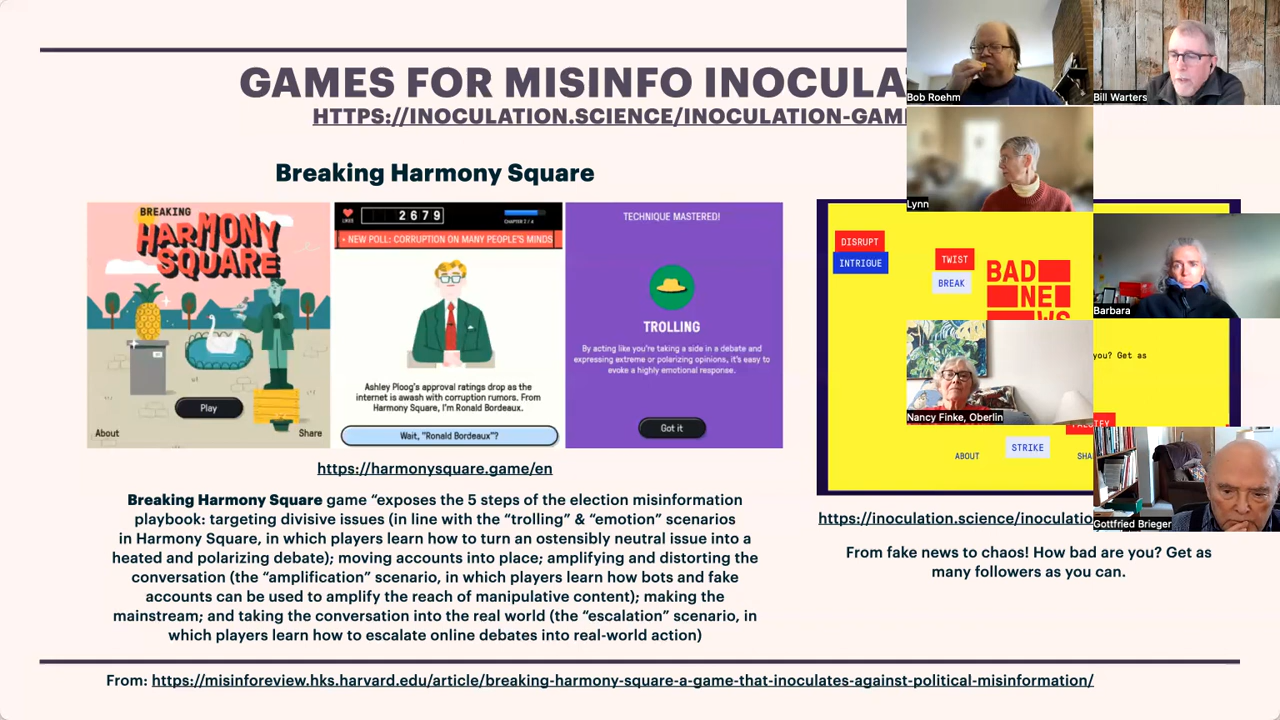 GAMES FOR MISINFO INOCULA
HTTPS://INOCULATION.SCIENCE/INOCULATION-GAM
Breaking Harmony Square
BREAKING
HARMONY
SQUARE
Play
About
Share
LIKES
2679
CHAPTER 2 / 4
• NEW POLL: CORRUPTION ON MANY PEOPLE'S MINDS
Ashley Ploog's approval ratings drop as the
internet is awash with corruption rumors. From
Harmony Square, I'm Ronald Bordeaux.
Wait, "Ronald Bordeaux"?
TECHNIQUE MASTERED!
TROLLING
By acting like you're taking a side in a debate and
expressing extreme or polarizing opinions, it's easy to
evoke a highly emotional response.
Got it
https://harmonysquare.game/en
Breaking Harmony Square game “exposes the 5 steps of the election misinformation
playbook: targeting divisive issues (in line with the “trolling” & “emotion” scenarios
in Harmony Square, in which players learn how to turn an ostensibly neutral issue into a
heated and polarizing debate); moving accounts into place; amplifying and distorting the
conversation (the “amplification” scenario, in which players learn how bots and fake
accounts can be used to amplify the reach of manipulative content); making the
mainstream; and taking the conversation into the real world (the “escalation” scenario, in
which players learn how to escalate online debates into real-world action)
DISRUPT
INTRIGUE
TWIST
BREAK
BAD
NE
WS
you? Get as
STRIKE
ABOUT
SHA
https://inoculation.science/inoculatio
From fake news to chaos! How bad are you? Get as
many followers as you can.
Bob Roehm
Bill Warters
Lynn
Barbara
Nancy Finke, Oberlin
Gottfried Brieger
From: https://misinforeview.hks.harvard.edu/article/breaking-harmony-square-a-game-that-inoculates-against-political-misinformation/